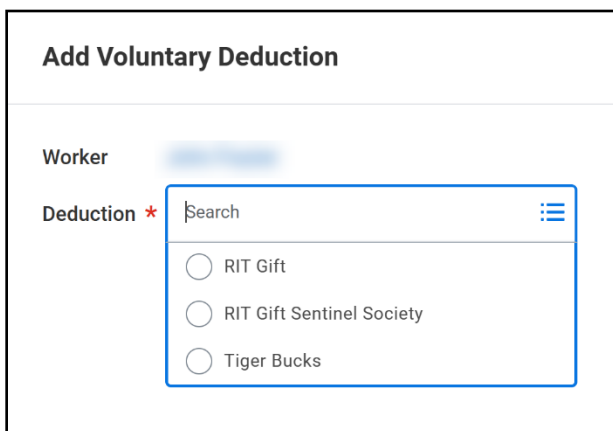 Add Voluntary Deduction
Worker
Deduction *
Search
RIT Gift
RIT Gift Sentinel Society
Tiger Bucks